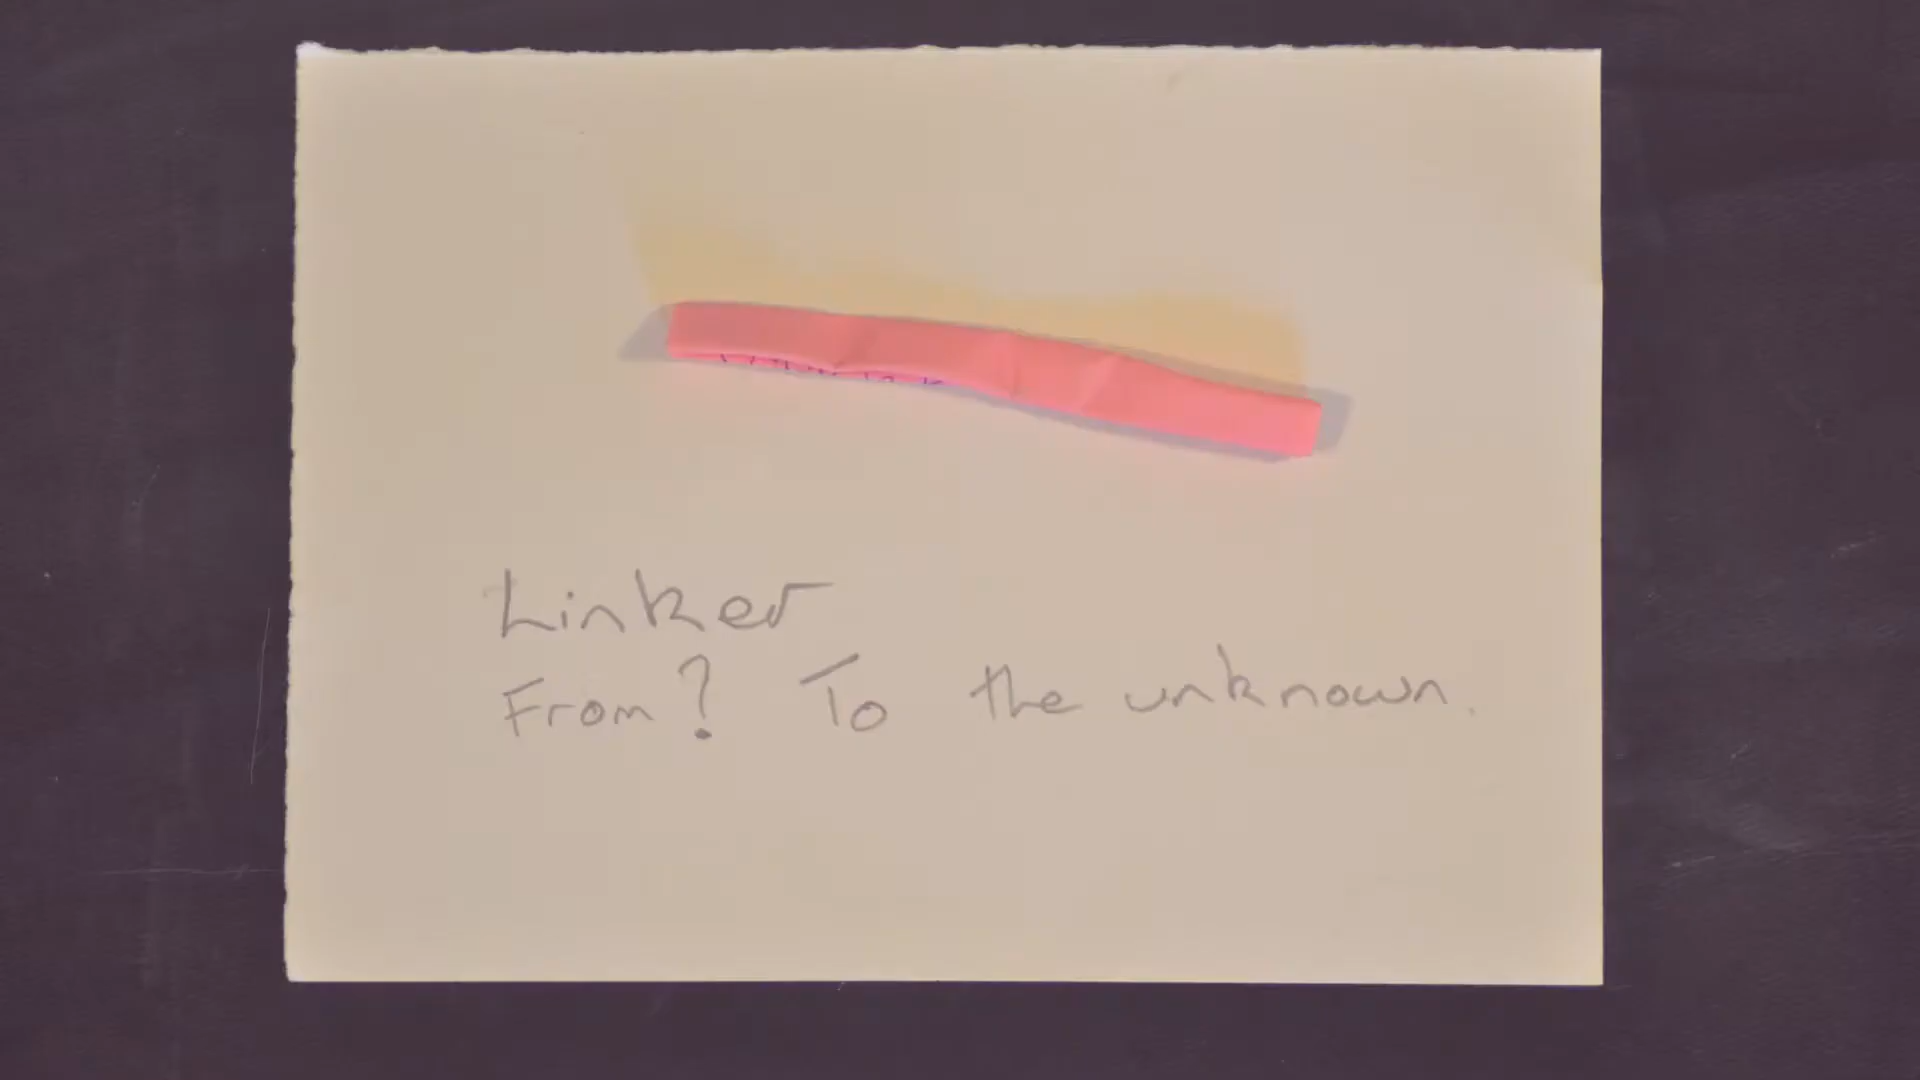 Linker
From? To the unknown.